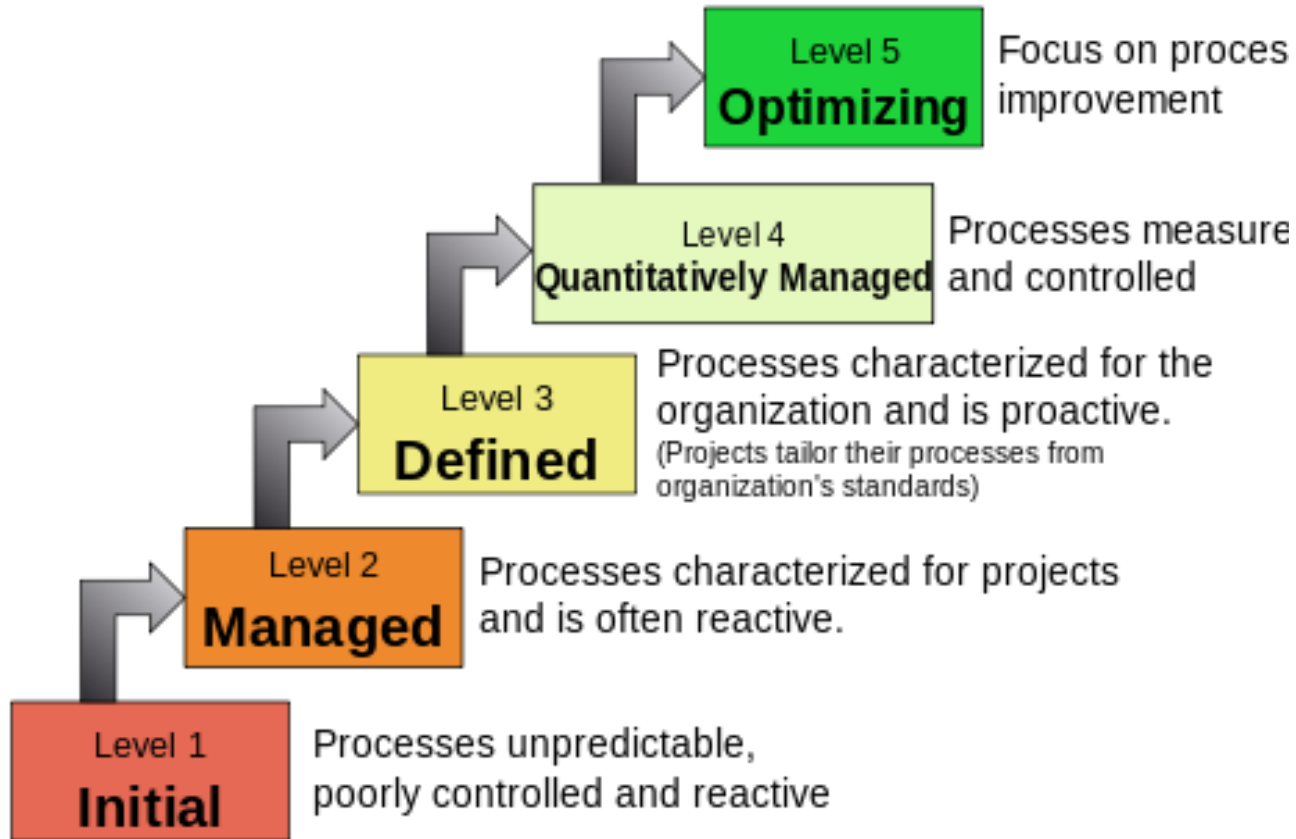 Level 5
Optimizing
Focus on proces
improvement
Level 4
Quantitatively Managed
Processes measure
and controlled
Level 3
Defined
Processes characterized for the
organization and is proactive.
(Projects tailor their processes from
organization's standards)
Level 2
Managed
Processes characterized for projects
and is often reactive.
Level 1
Initial
Processes unpredictable,
poorly controlled and reactive